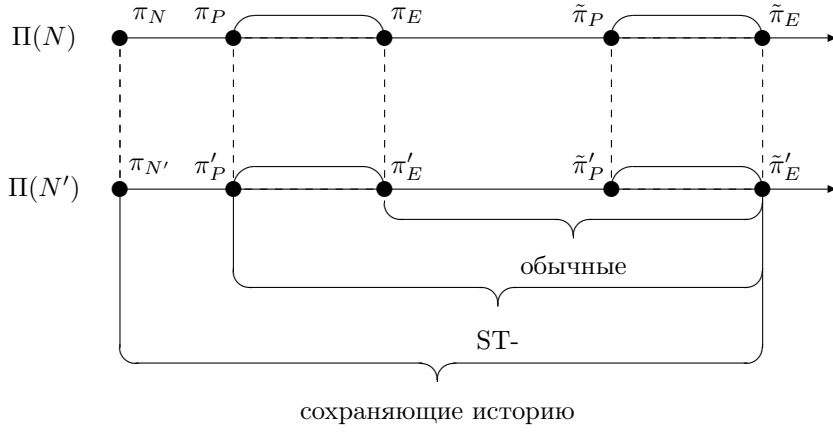 Π(N) π_N π_P π_E π̃_P π̃_E
Π(N′) π_{N′} π′_P π′_E π̃′_P π̃′_E
обычные
ST-
сохраняющие историю